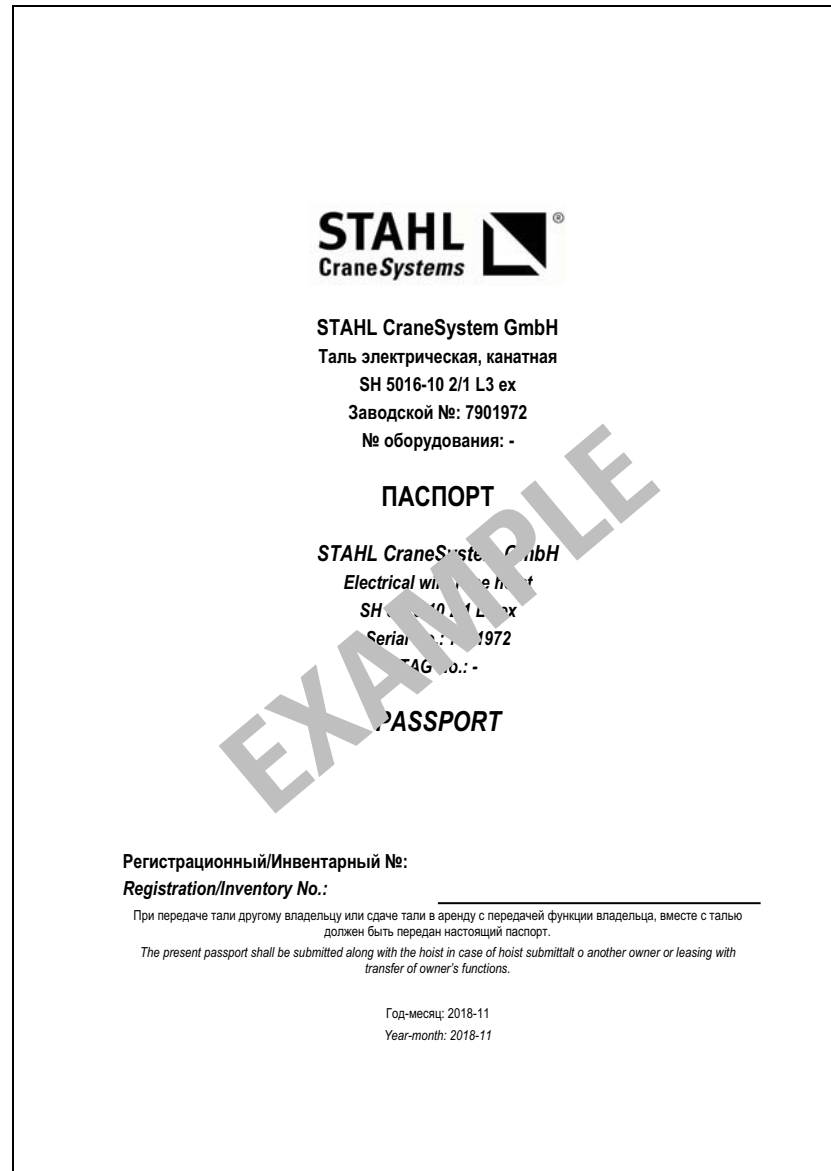 STAHL
CraneSystems
®
STAHL CraneSystem GmbH
Таль электрическая, канатная
SH 5016-10 2/1 L3 ex
Заводской №: 7901972
№ оборудования: -
ПАСПОРТ
STAHL CraneSystem GmbH
Electrical hoist
SH ex
Serial 1972
TAG No.: -
PASSPORT
EXAMPLE
Регистрационный/Инвентарный №:
Registration/Inventory No.:
При передаче тали другому владельцу или сдаче тали в аренду с передачей функции владельца, вместе с талью
должен быть передан настоящий паспорт.
The present passport shall be submitted along with the hoist in case of hoist submittalt o another owner or leasing with
transfer of owner's functions.
Год-месяц: 2018-11
Year-month: 2018-11